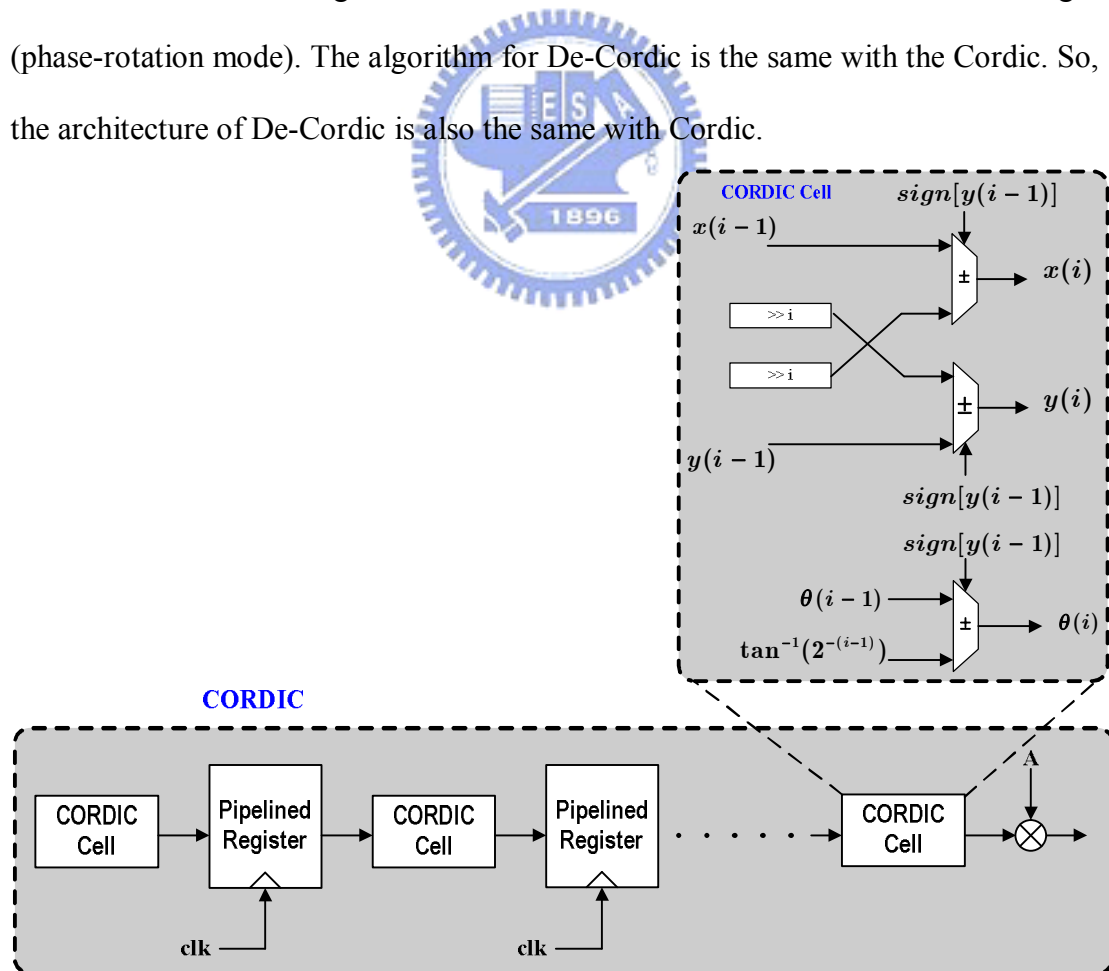 (phase-rotation mode). The algorithm for De-Cordic is the same with the Cordic. So,
the architecture of De-Cordic is also the same with Cordic.
E S A
1896
CORDIC Cell
sign[y(i − 1)]
x(i − 1)
±
x(i)
>> i
>> i
±
y(i)
y(i − 1)
sign[y(i − 1)]
sign[y(i − 1)]
θ(i − 1)
±
θ(i)
tan⁻¹(2⁻⁽ⁱ⁻¹⁾)
CORDIC
A
CORDIC
Cell
Pipelined
Register
CORDIC
Cell
Pipelined
Register
. . . . . .
CORDIC
Cell
clk
clk